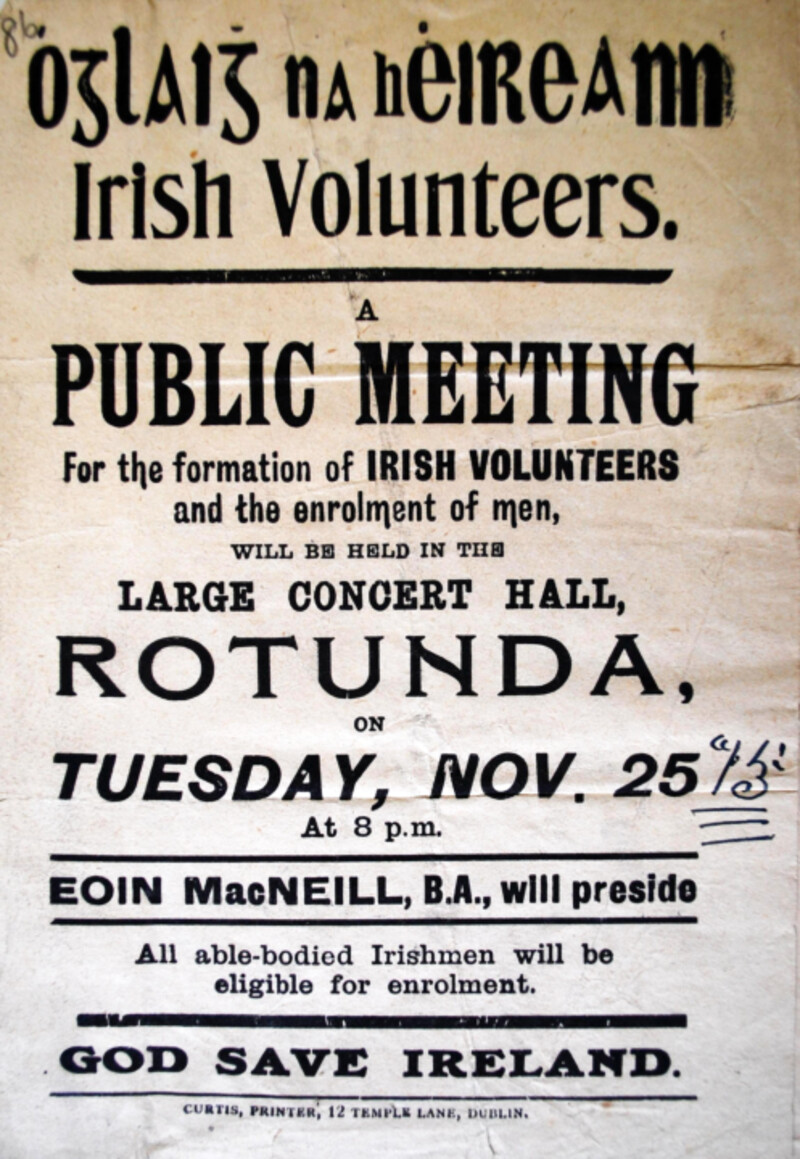 86.
Óglaiġ na hÉireann
Irish Volunteers.
A
PUBLIC MEETING
For the formation of IRISH VOLUNTEERS
and the enrolment of men,
WILL BE HELD IN THE
LARGE CONCERT HALL,
ROTUNDA,
ON
TUESDAY, NOV. 25
At 8 p.m.
EOIN MacNEILL, B.A., will preside
All able-bodied Irishmen will be
eligible for enrolment.
GOD SAVE IRELAND.
CURTIS, PRINTER, 12 TEMPLE LANE, DUBLIN.